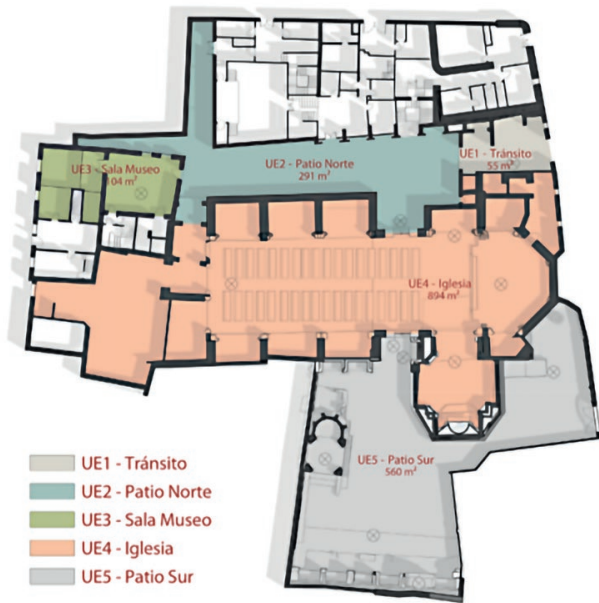 UE2 - Patio Norte
291 m²
UE1 - Tránsito
55 m²
UE3 - Sala Museo
104 m²
UE4 - Iglesia
894 m²
UE5 - Patio Sur
560 m²
UE1 - Tránsito
UE2 - Patio Norte
UE3 - Sala Museo
UE4 - Iglesia
UE5 - Patio Sur